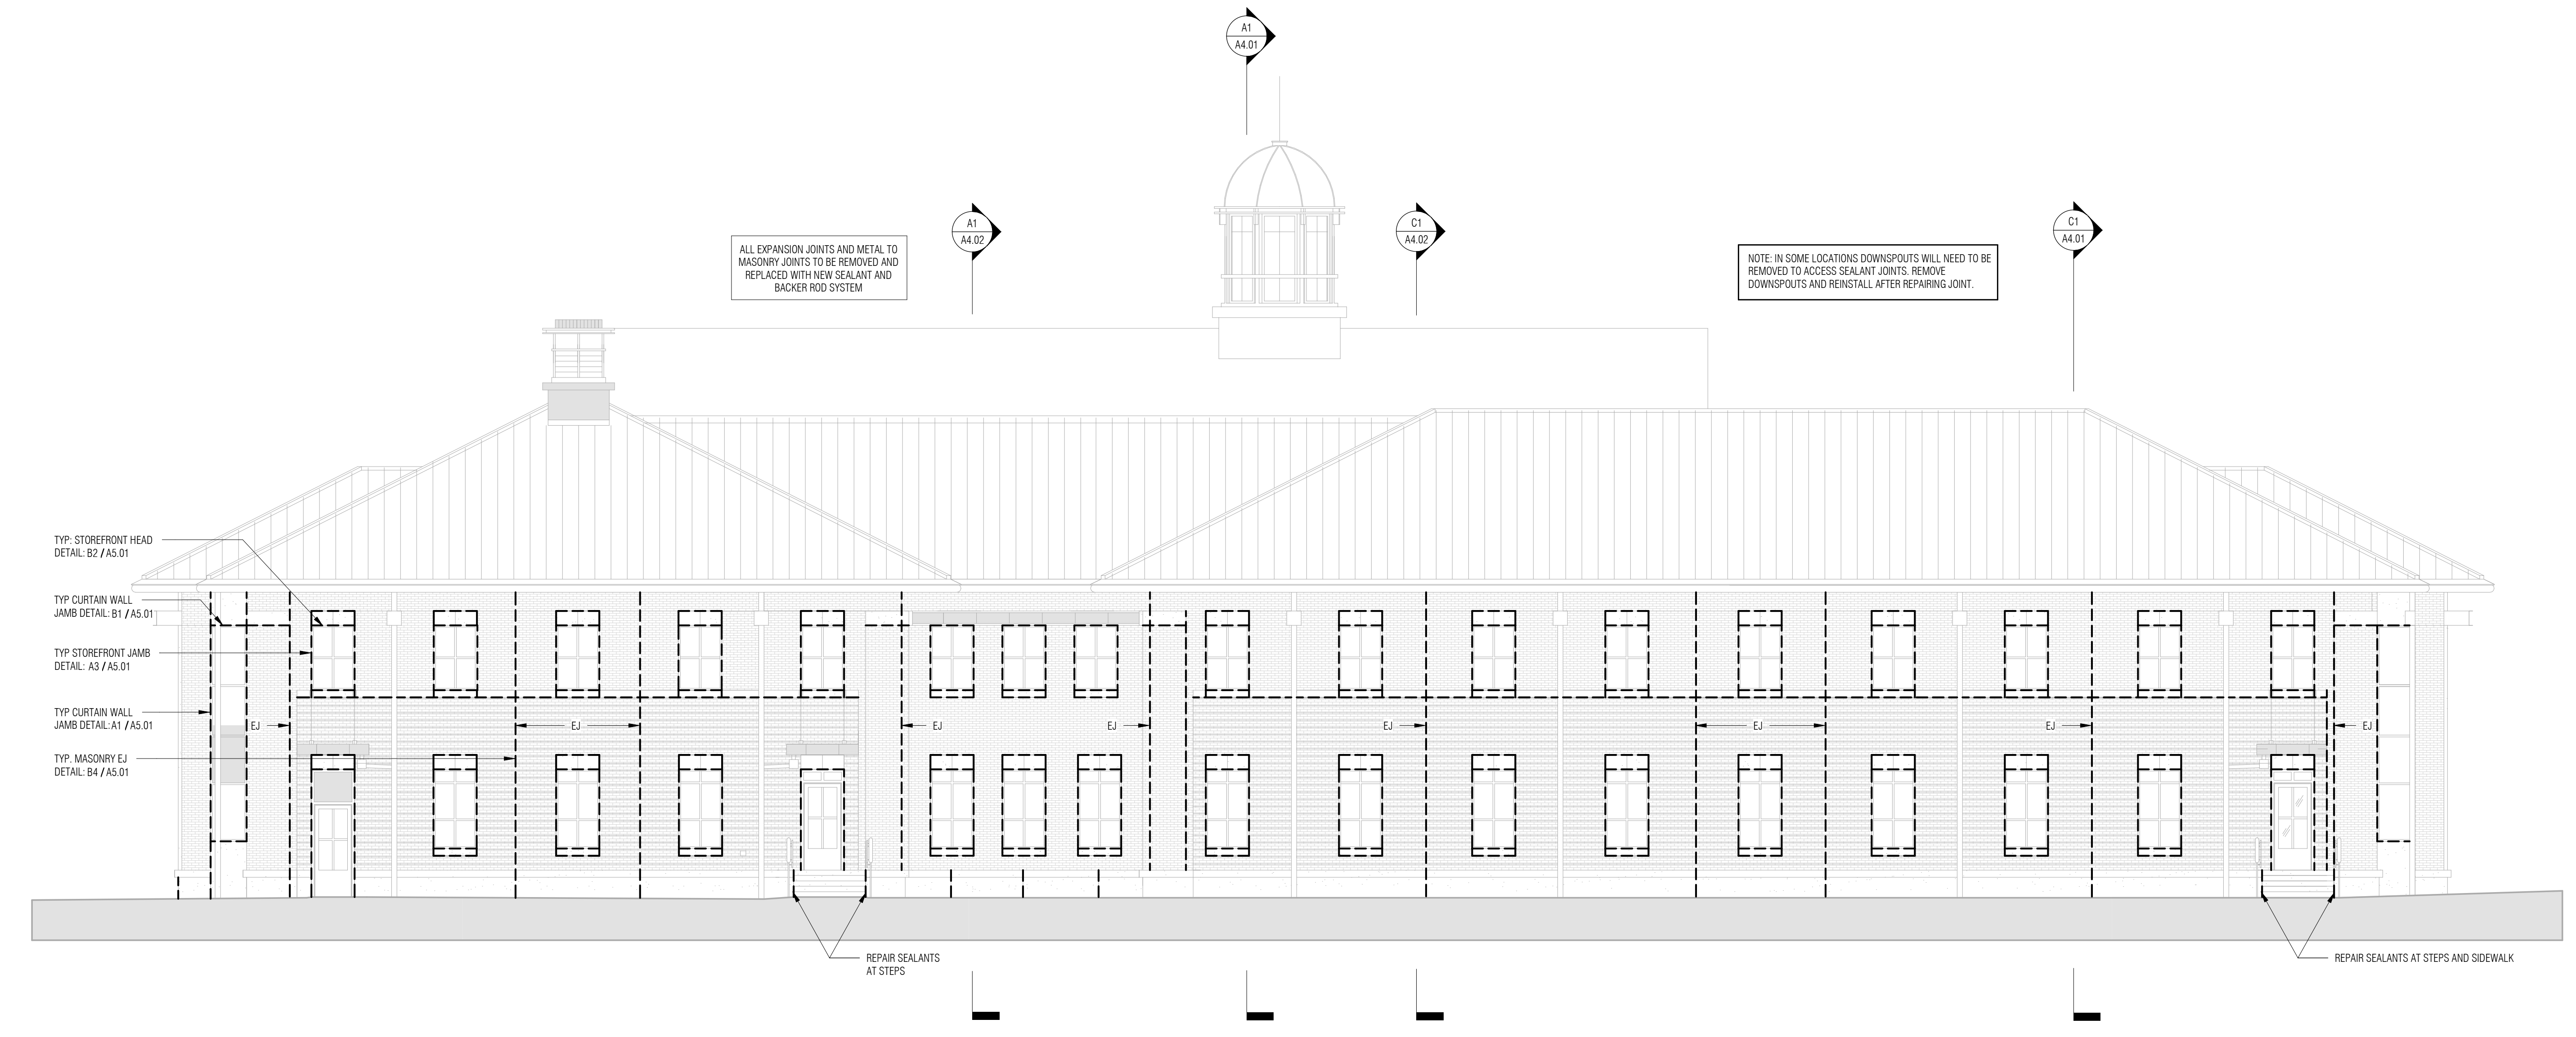 A1
A4.01
A1
A4.02
C1
A4.02
C1
A4.01
ALL EXPANSION JOINTS AND METAL TO
MASONRY JOINTS TO BE REMOVED AND
REPLACED WITH NEW SEALANT AND
BACKER ROD SYSTEM
NOTE: IN SOME LOCATIONS DOWNSPOUTS WILL NEED TO BE
REMOVED TO ACCESS SEALANT JOINTS. REMOVE
DOWNSPOUTS AND REINSTALL AFTER REPAIRING JOINT.
TYP: STOREFRONT HEAD
DETAIL: B2 / A5.01
TYP CURTAIN WALL
JAMB DETAIL: B1 / A5.01
TYP STOREFRONT JAMB
DETAIL: A3 / A5.01
TYP CURTAIN WALL
JAMB DETAIL: A1 / A5.01
TYP. MASONRY EJ
DETAIL: B4 / A5.01
EJ
EJ
EJ
EJ
EJ
EJ
EJ
EJ
REPAIR SEALANTS
AT STEPS
REPAIR SEALANTS AT STEPS AND SIDEWALK